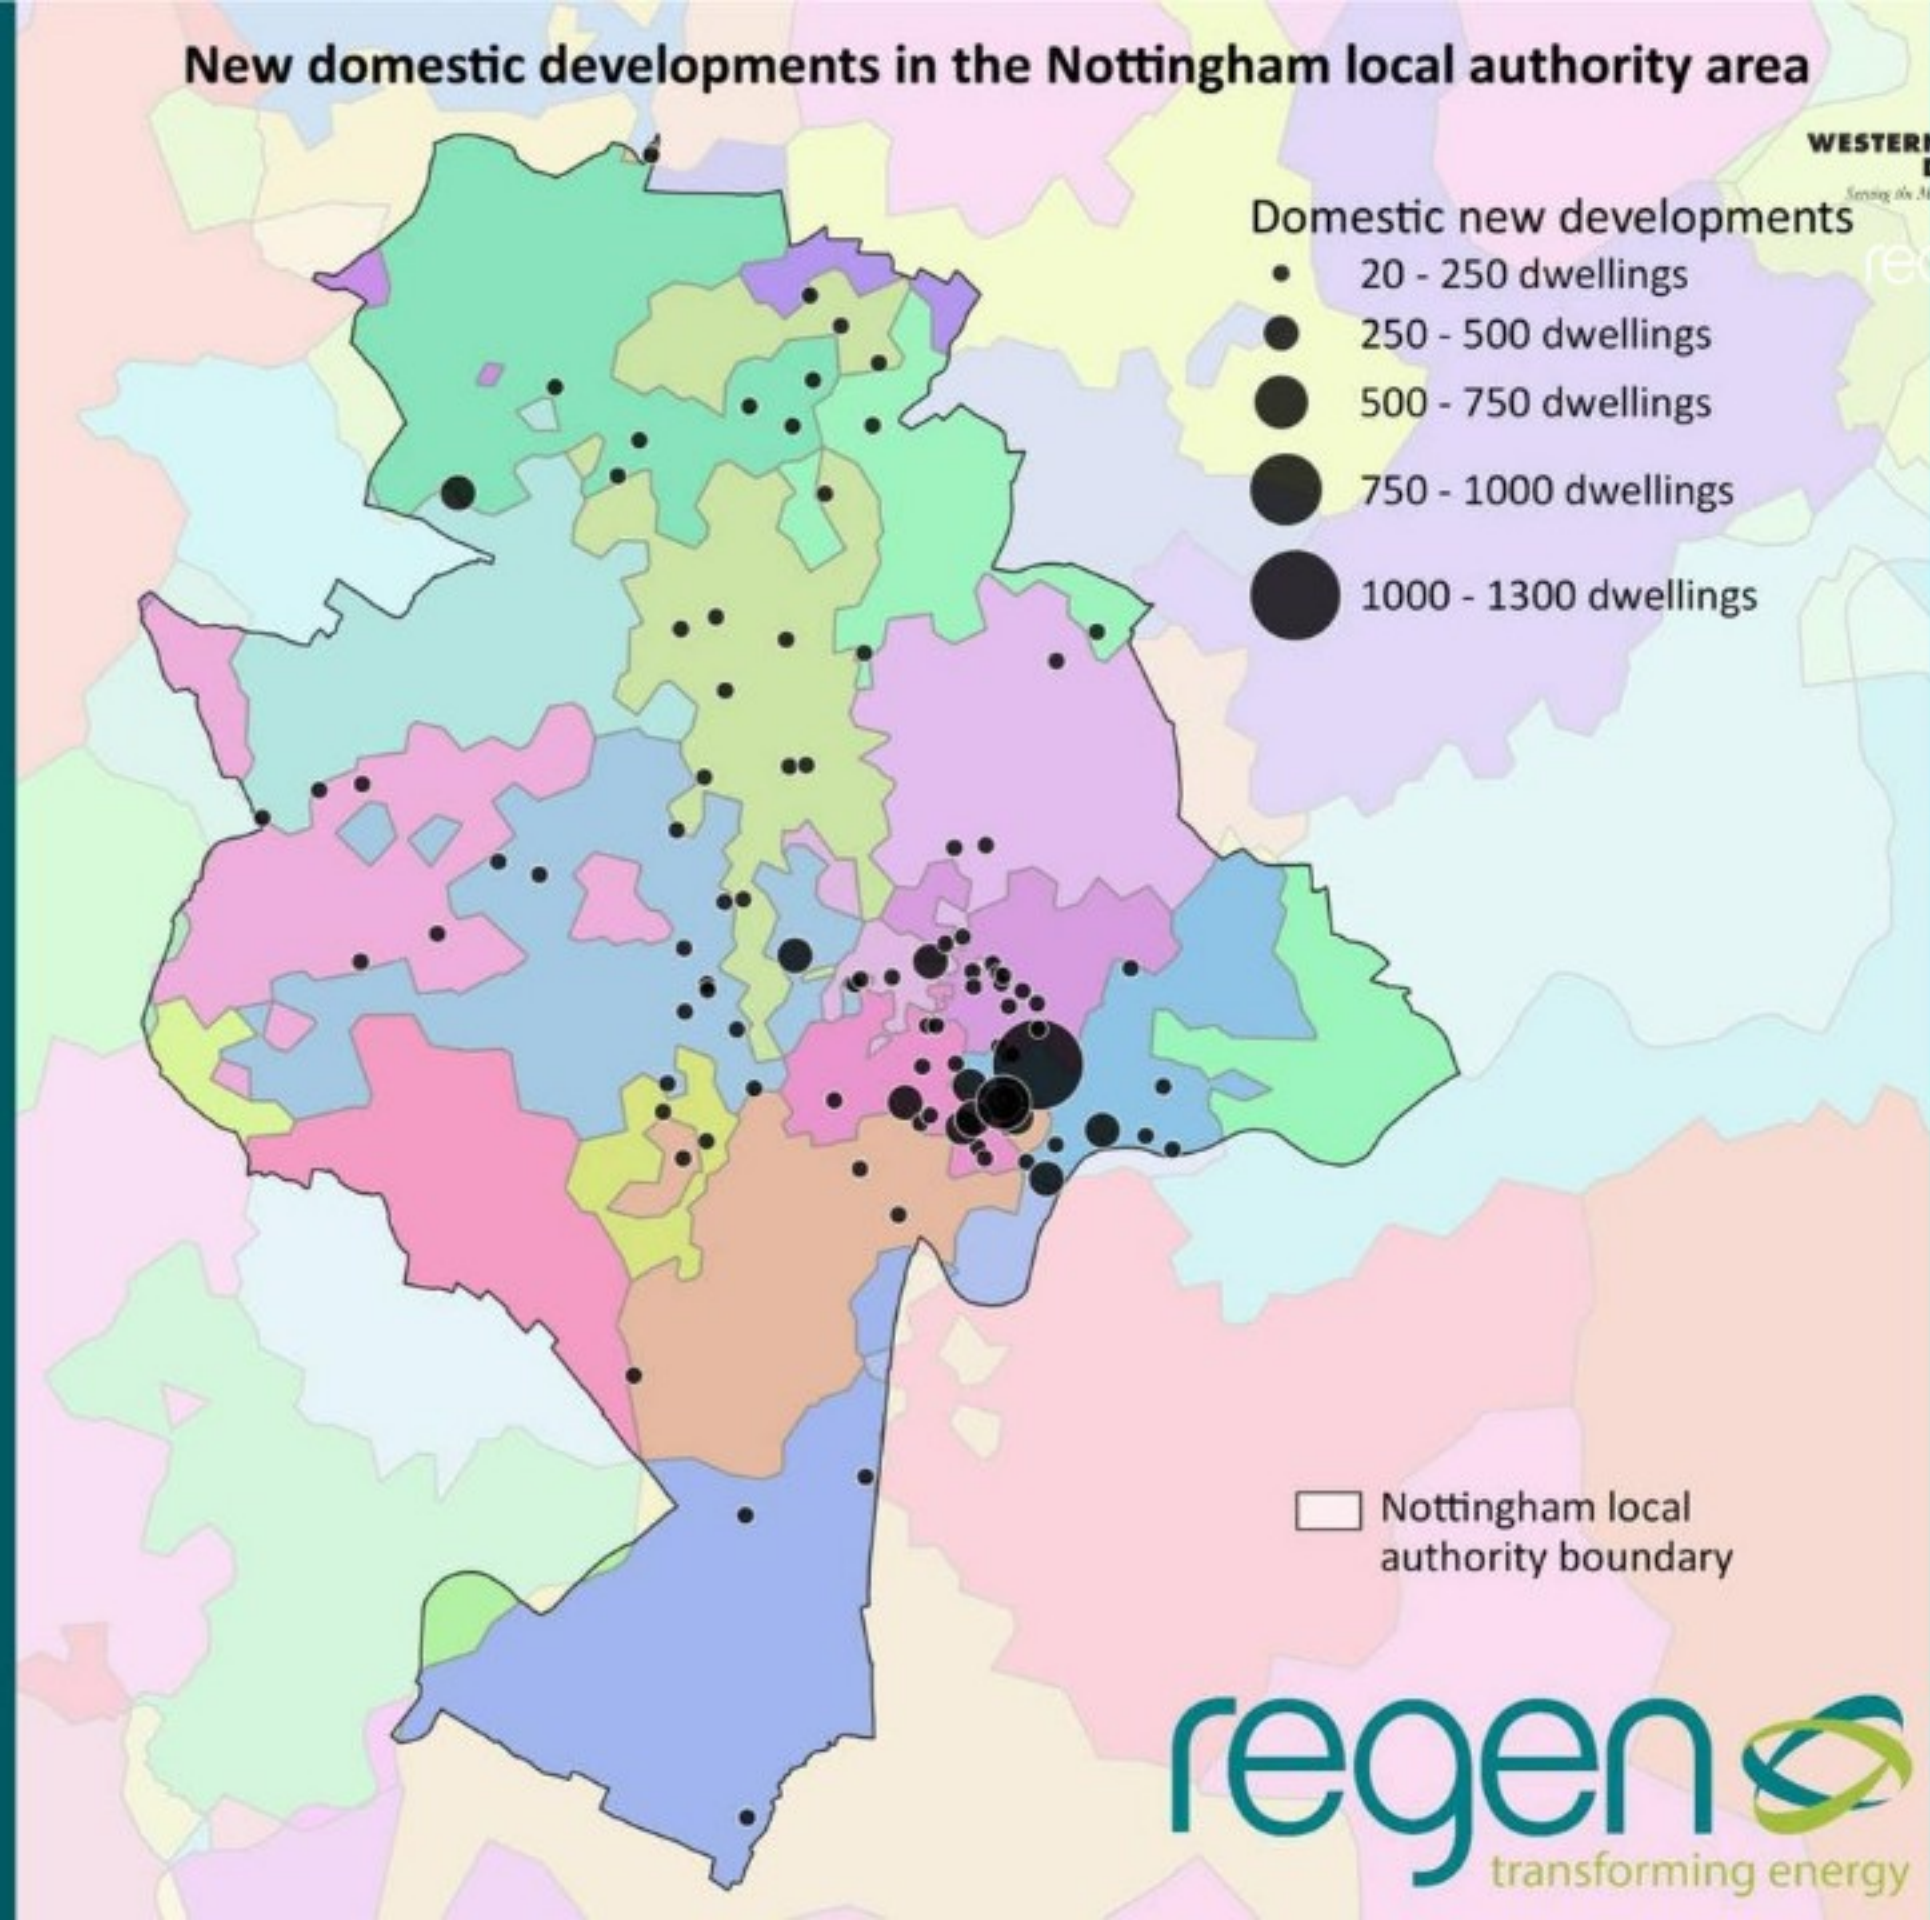 New domestic developments in the Nottingham local authority area
WESTER
Domestic new developments
20 - 250 dwellings
250 - 500 dwellings
500 - 750 dwellings
750 - 1000 dwellings
1000 - 1300 dwellings
Nottingham local
authority boundary
regen
transforming energy